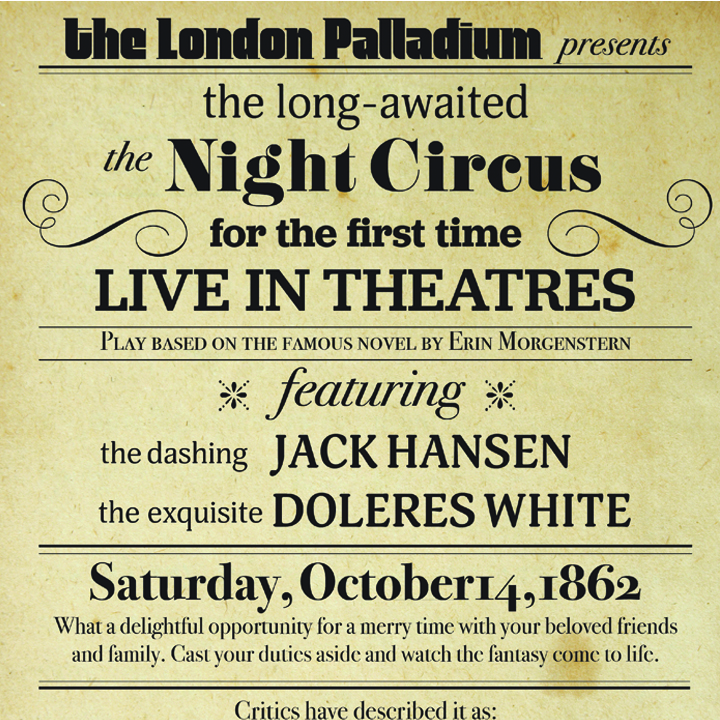 the London Palladium presents
the long-awaited
the Night Circus
for the first time
LIVE IN THEATRES
PLAY BASED ON THE FAMOUS NOVEL BY ERIN MORGENSTERN
featuring
the dashing JACK HANSEN
the exquisite DOLERES WHITE
Saturday, October14,1862
What a delightful opportunity for a merry time with your beloved friends
and family. Cast your duties aside and watch the fantasy come to life.
Critics have described it as: